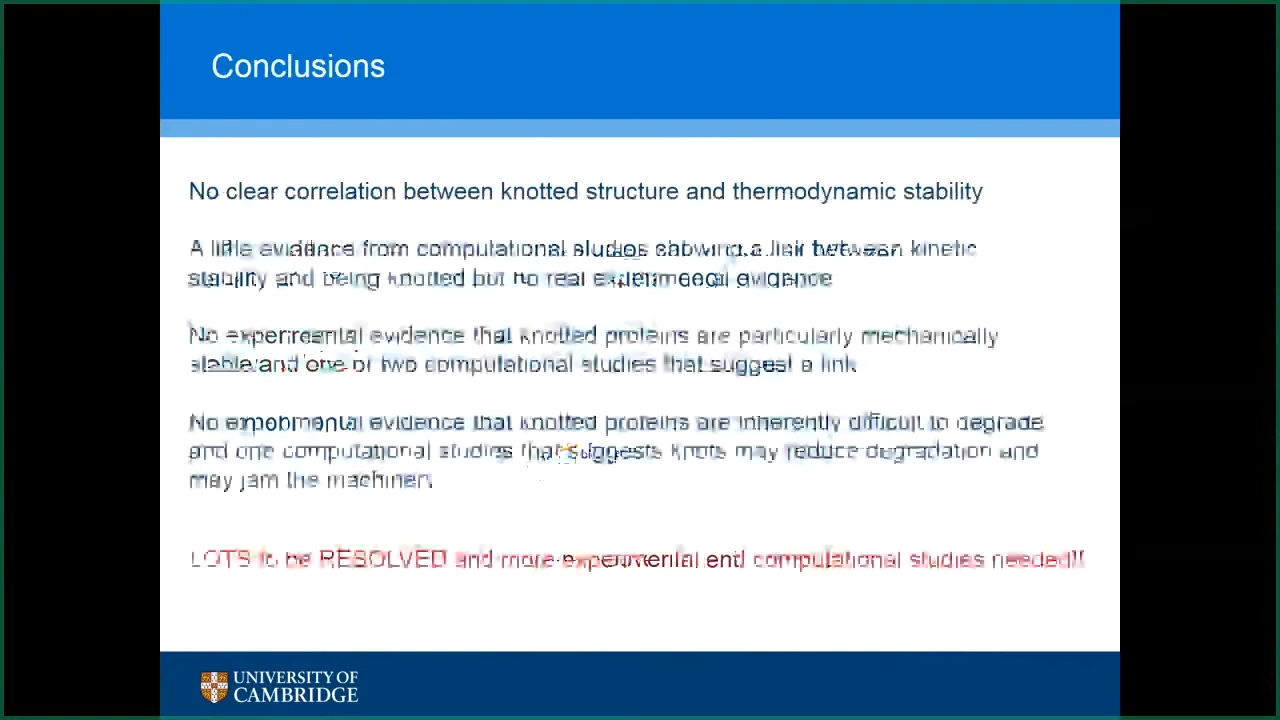 Conclusions
No clear correlation between knotted structure and thermodynamic stability
A little evidence from computational studies showing a link between kinetic
stability and being knotted but no real experimental evidence
No experimental evidence that knotted proteins are particularly mechanically
stable and one or two computational studies that suggest a link
No experimental evidence that knotted proteins are inherently difficult to degrade
and one computational studies that suggests knots may reduce degradation and
may jam the machinery
LOTS to be RESOLVED and more experimental and computational studies needed!!
UNIVERSITY OF
CAMBRIDGE